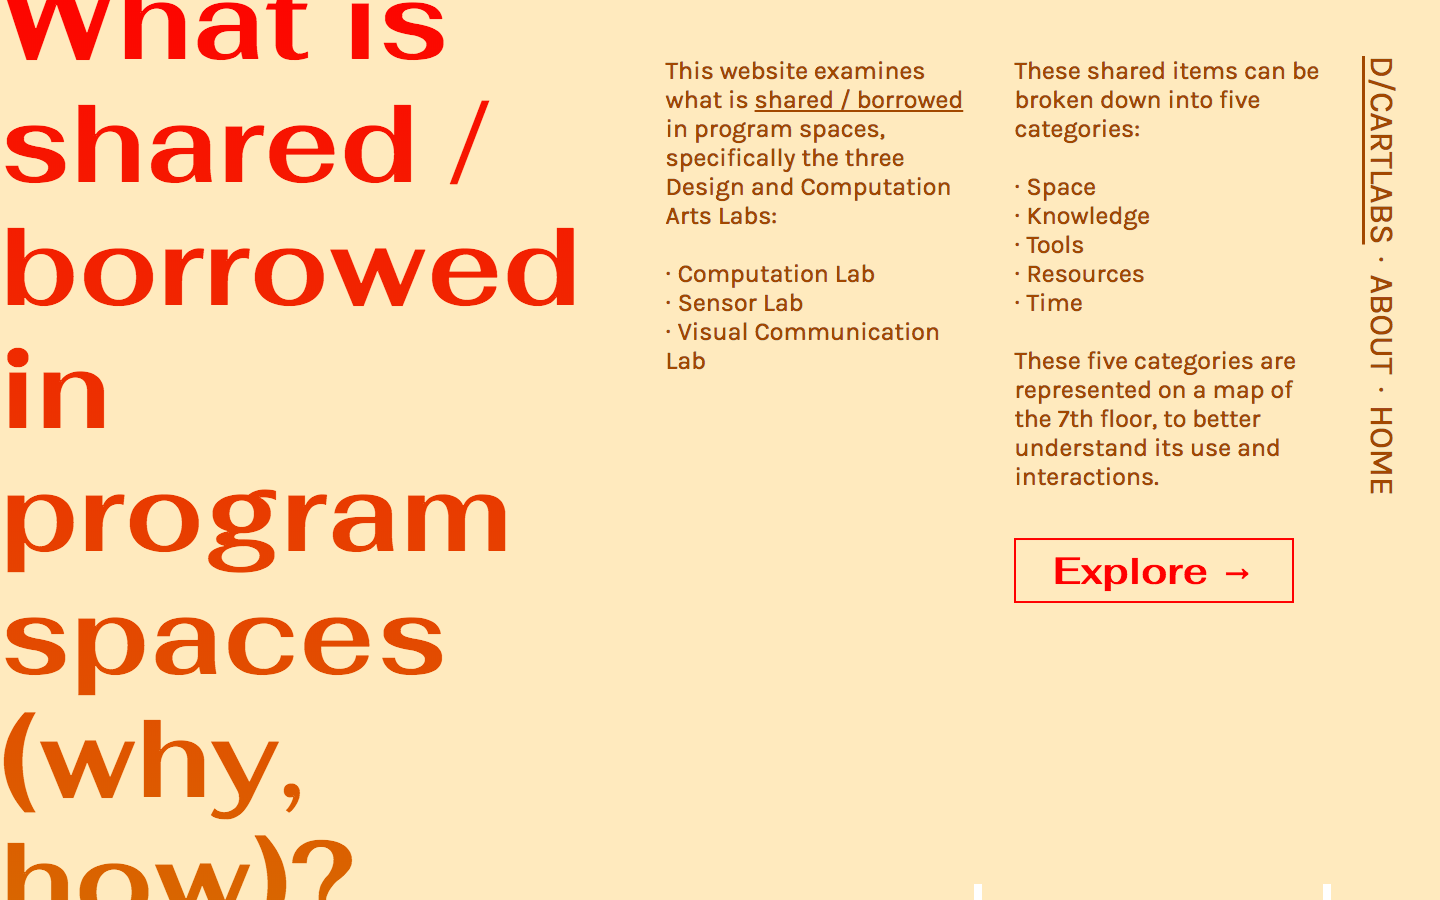 What is
shared /
borrowed
in
program
spaces
(why,
how)?
This website examines
what is shared / borrowed
in program spaces,
specifically the three
Design and Computation
Arts Labs:
· Computation Lab
· Sensor Lab
· Visual Communication
Lab
These shared items can be
broken down into five
categories:
· Space
· Knowledge
· Tools
· Resources
· Time
These five categories are
represented on a map of
the 7th floor, to better
understand its use and
interactions.
Explore →
D/CARTLABS · ABOUT · HOME